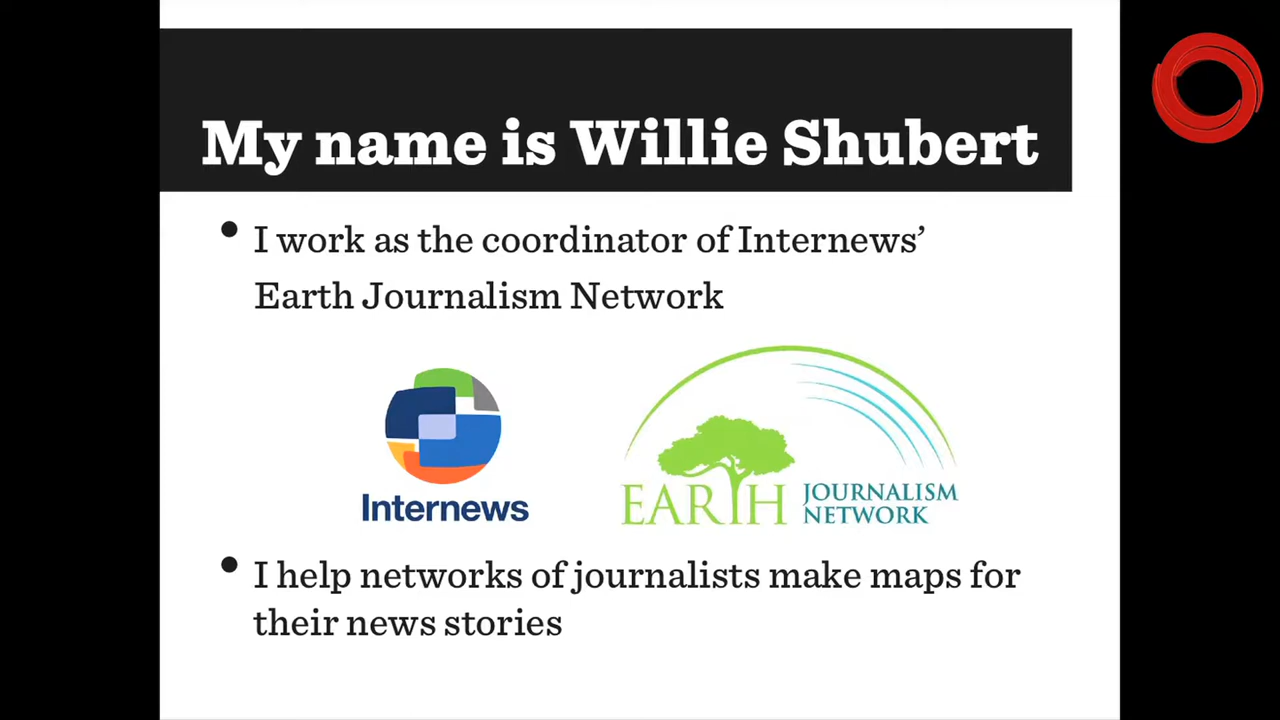 My name is Willie Shubert
• I work as the coordinator of Internews’
Earth Journalism Network
Internews
EARTH JOURNALISM
NETWORK
• I help networks of journalists make maps for
their news stories